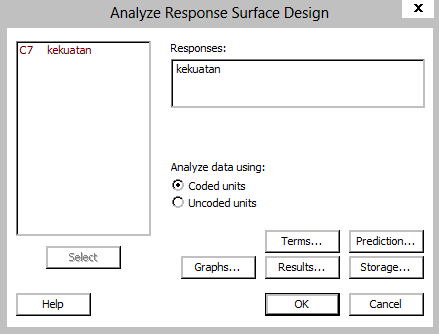 Analyze Response Surface Design
x
C7 kekuatan
Responses:
kekuatan
Analyze data using:
Coded units
Uncoded units
Select
Terms...
Prediction...
Graphs...
Results...
Storage...
Help
OK
Cancel